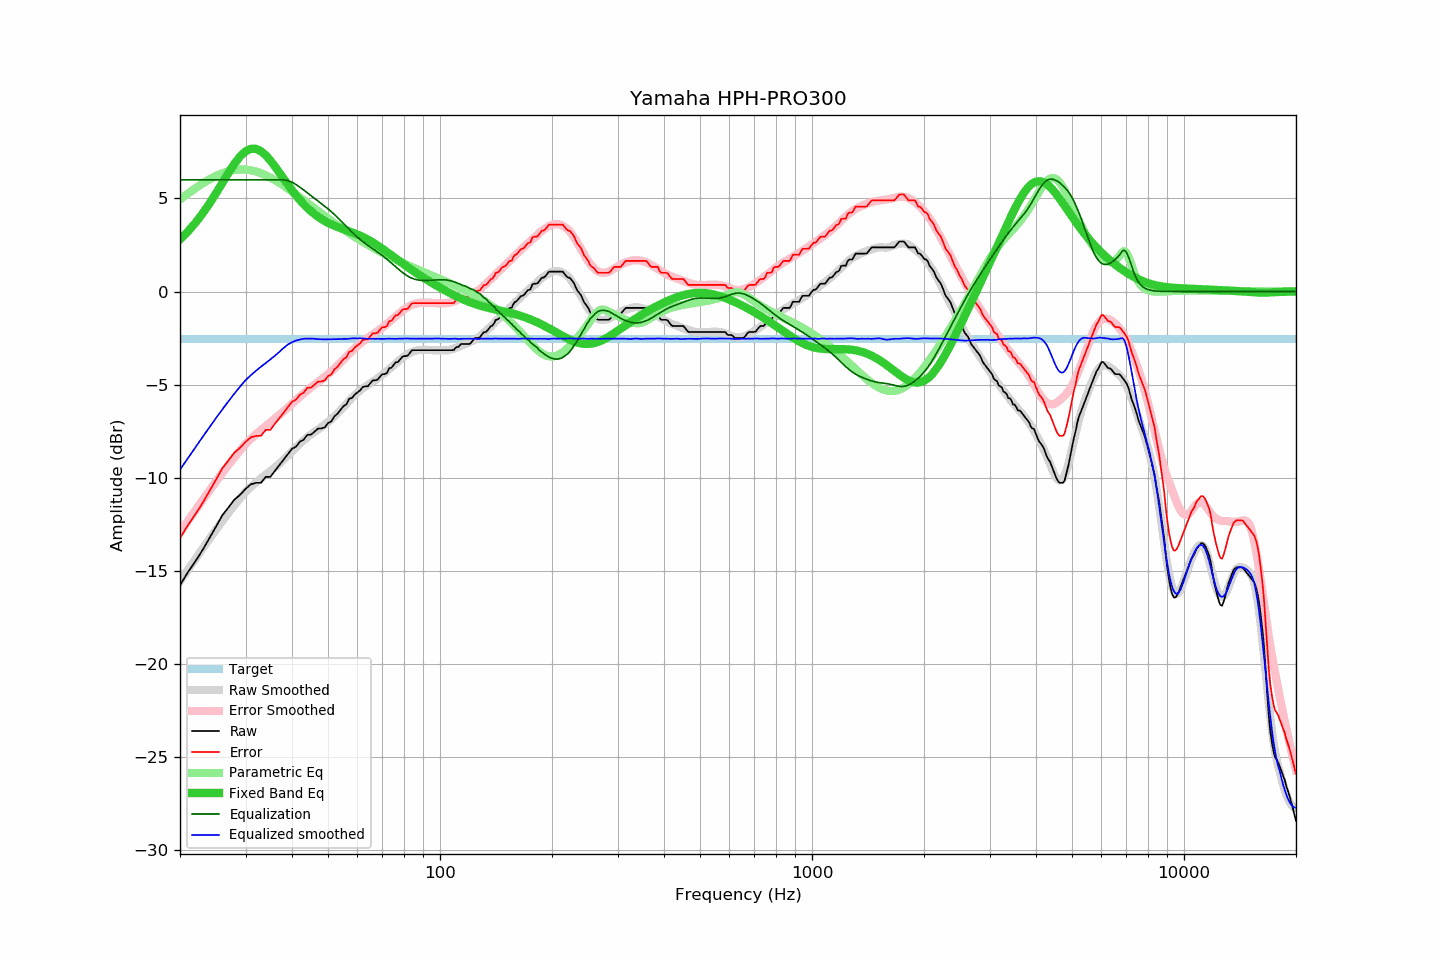 Yamaha HPH-PRO300
Amplitude (dBr)
5
0
−5
−10
−15
−20
−25
−30
Target
Raw Smoothed
Error Smoothed
Raw
Error
Parametric Eq
Fixed Band Eq
Equalization
Equalized smoothed
100
1000
10000
Frequency (Hz)